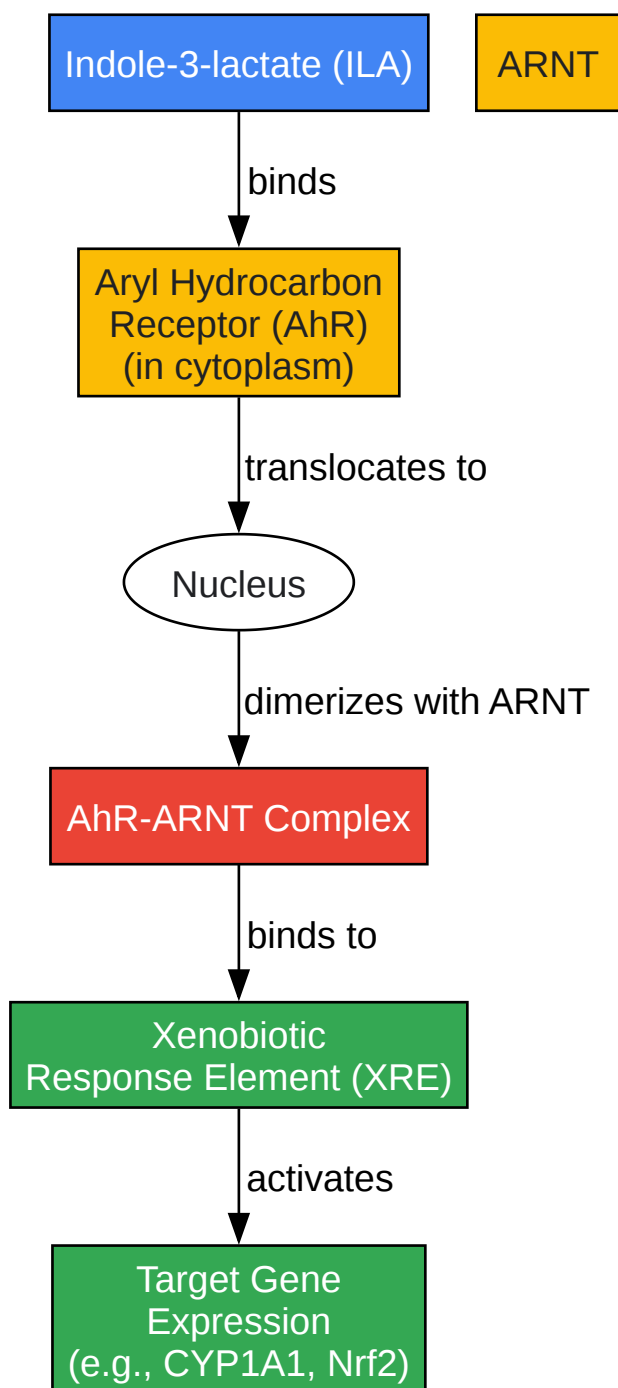 Indole-3-lactate (ILA)
ARNT
binds
Aryl Hydrocarbon
Receptor (AhR)
(in cytoplasm)
translocates to
Nucleus
dimerizes with ARNT
AhR-ARNT Complex
binds to
Xenobiotic
Response Element (XRE)
activates
Target Gene
Expression
(e.g., CYP1A1, Nrf2)